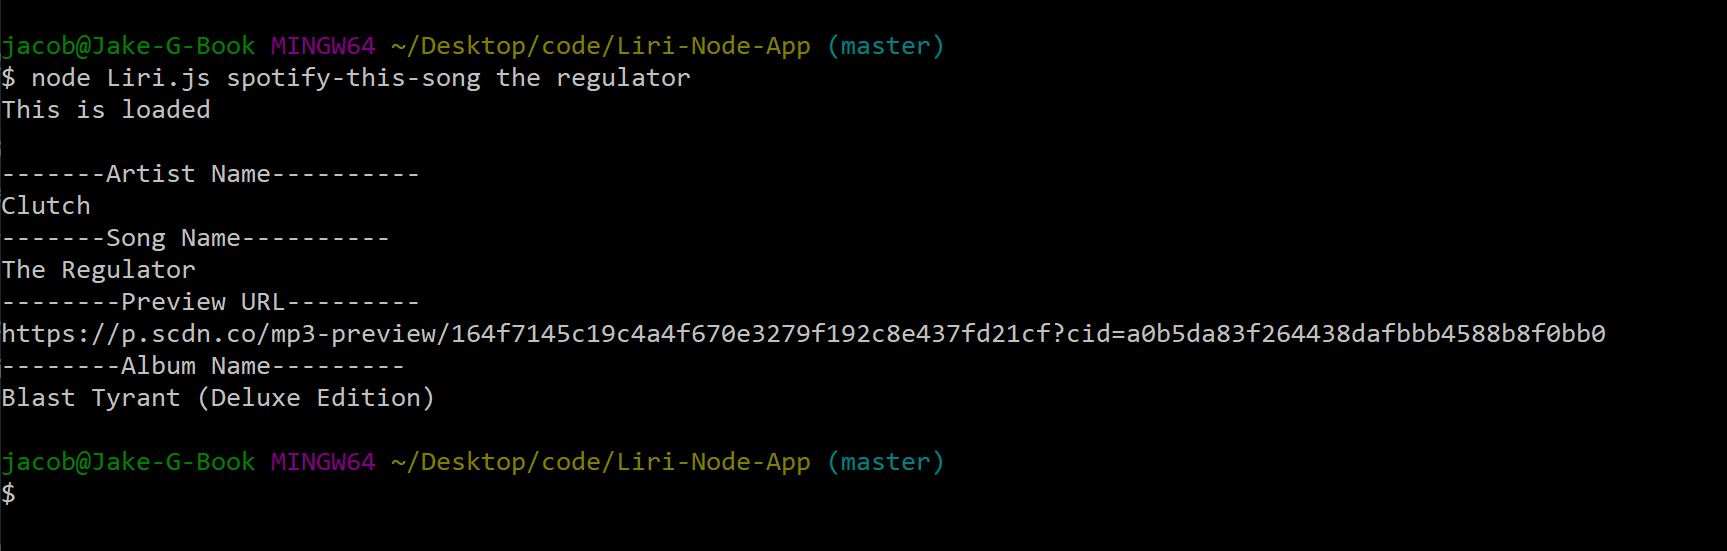 jacob@Jake-G-Book MINGW64 ~/Desktop/code/Liri-Node-App (master)
$ node Liri.js spotify-this-song the regulator
This is loaded
-------Artist Name----------
Clutch
-------Song Name----------
The Regulator
--------Preview URL---------
https://p.scdn.co/mp3-preview/164f7145c19c4a4f670e3279f192c8e437fd21cf?cid=a0b5da83f264438dafbbb4588b8f0bb0
--------Album Name---------
Blast Tyrant (Deluxe Edition)
jacob@Jake-G-Book MINGW64 ~/Desktop/code/Liri-Node-App (master)
$